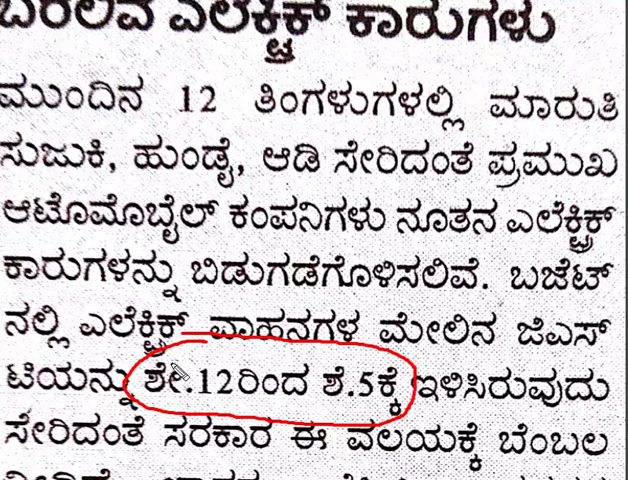 ಬರಲಿವೆ ಎಲೆಕ್ಟ್ರಿಕ್ ಕಾರುಗಳು
ಮುಂದಿನ 12 ತಿಂಗಳುಗಳಲ್ಲಿ ಮಾರುತಿ
ಸುಜುಕಿ, ಹುಂಡೈ, ಆಡಿ ಸೇರಿದಂತೆ ಪ್ರಮುಖ
ಆಟೊಮೊಬೈಲ್ ಕಂಪನಿಗಳು ನೂತನ ಎಲೆಕ್ಟ್ರಿಕ್
ಕಾರುಗಳನ್ನು ಬಿಡುಗಡೆಗೊಳಿಸಲಿವೆ. ಬಜೆಟ್
ನಲ್ಲಿ ಎಲೆಕ್ಟ್ರಿಕ್ ವಾಹನಗಳ ಮೇಲಿನ ಜಿಎಸ್
ಟಿಯನ್ನು ಶೇ.12ರಿಂದ ಶೆ.5ಕ್ಕೆ ಇಳಿಸಿರುವುದು
ಸೇರಿದಂತೆ ಸರಕಾರ ಈ ವಲಯಕ್ಕೆ ಬೆಂಬಲ